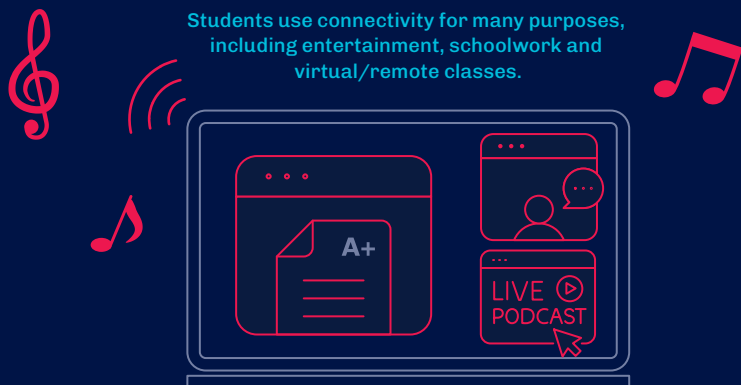 Students use connectivity for many purposes,
including entertainment, schoolwork and
virtual/remote classes.
A+
LIVE
PODCAST